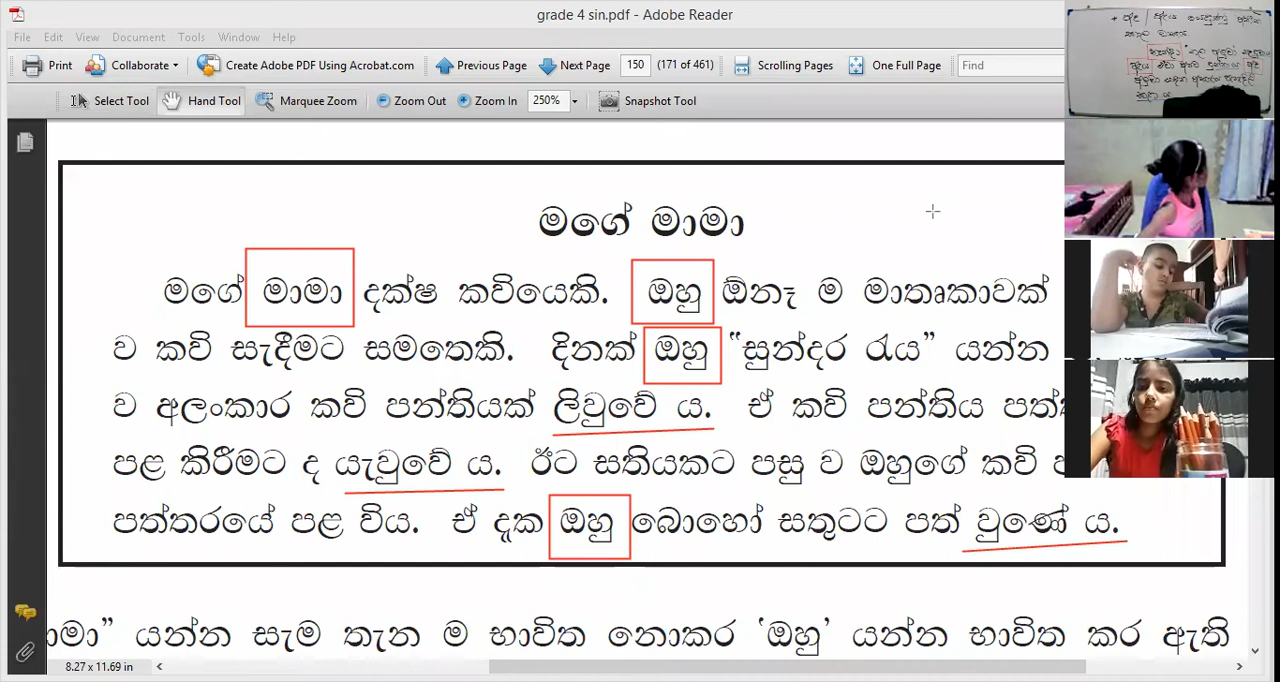 grade 4 sin.pdf - Adobe Reader
File Edit View Document Tools Window Help
Print Collaborate Create Adobe PDF Using Acrobat.com Previous Page Next Page 150 (171 of 461) Scrolling Pages One Full Page Find
Select Tool Hand Tool Marquee Zoom Zoom Out Zoom In 250% Snapshot Tool
මගේ මාමා
මගේ මාමා දක්ෂ කවියෙකි. ඔහු ඕනෑ ම මාතෘකාවක්
ව කවි සැදීමට සමතෙකි. දිනක් ඔහු “සුන්දර රැය” යන්න
ව අලංකාර කවි පන්තියක් ලිවුවේ ය. ඒ කවි පන්තිය
පළ කිරීමට ද යැවුවේ ය. ඊට සතියකට පසු ව ඔහුගේ කවි
පත්තරයේ පළ විය. ඒ දැක ඔහු බොහෝ සතුටට පත් වුණේ ය.
යන්න සැම තැන ම භාවිත නොකර ‘ඔහු’ යන්න භාවිත කර ඇති
8.27 x 11.69 in